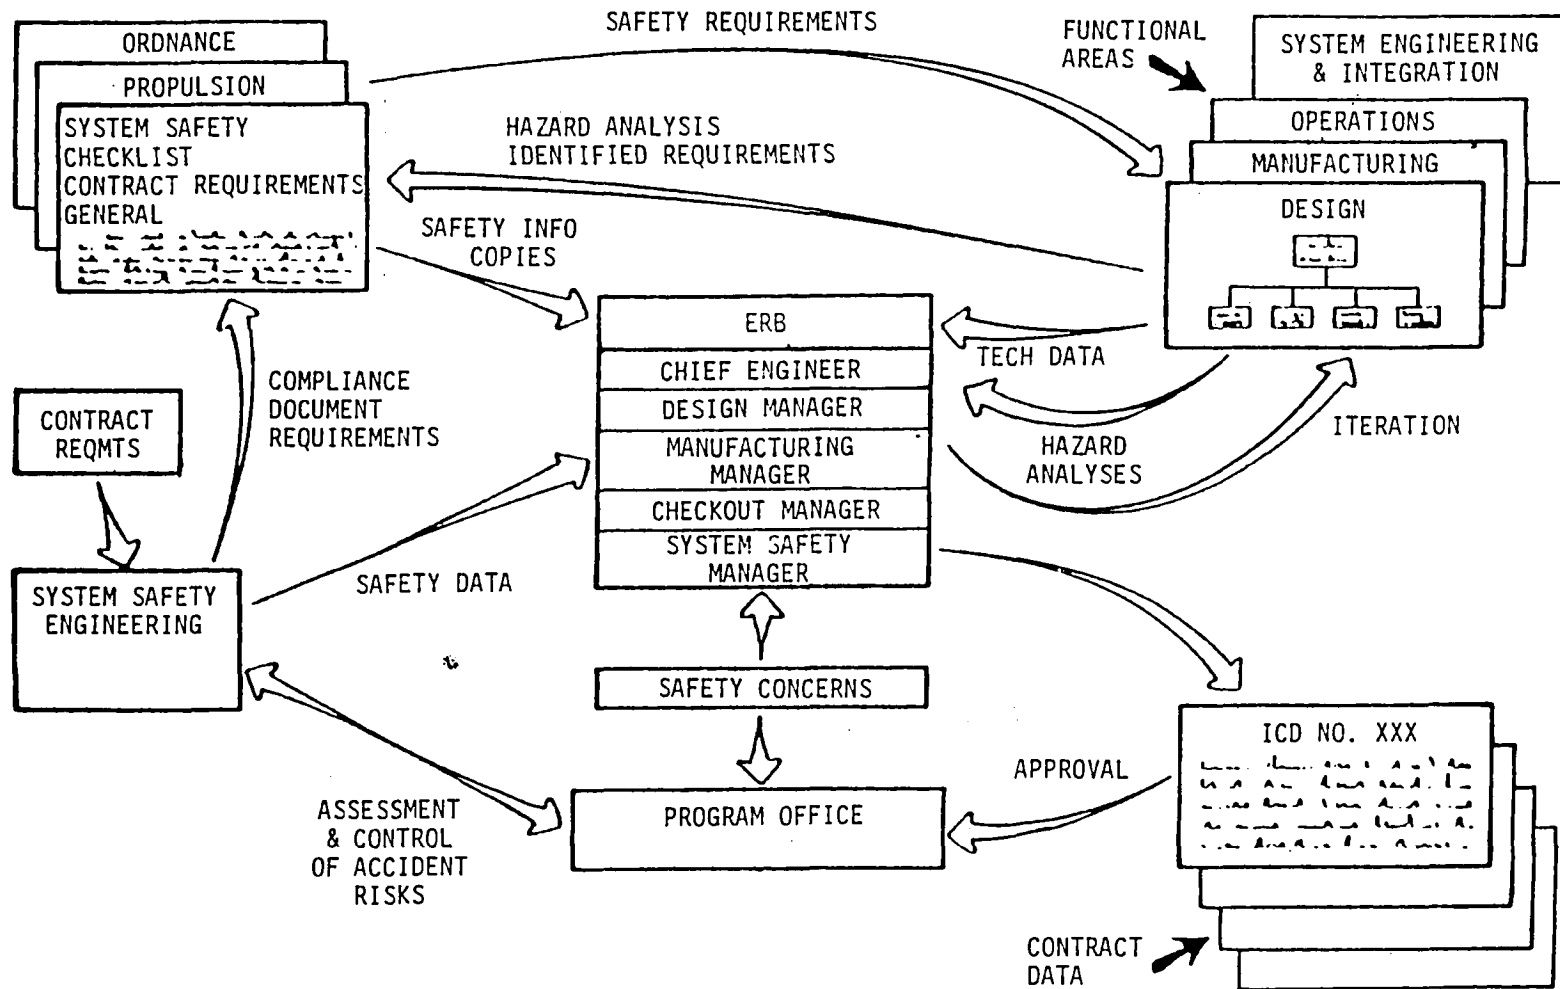 SAFETY REQUIREMENTS
ORDNANCE
PROPULSION
SYSTEM SAFETY
CHECKLIST
CONTRACT REQUIREMENTS
GENERAL
FUNCTIONAL
AREAS
SYSTEM ENGINEERING
& INTEGRATION
OPERATIONS
MANUFACTURING
DESIGN
HAZARD ANALYSIS
IDENTIFIED REQUIREMENTS
SAFETY INFO
COPIES
ERB
CHIEF ENGINEER
DESIGN MANAGER
MANUFACTURING
MANAGER
CHECKOUT MANAGER
SYSTEM SAFETY
MANAGER
TECH DATA
HAZARD
ANALYSES
ITERATION
COMPLIANCE
DOCUMENT
REQUIREMENTS
CONTRACT
REQMTS
SYSTEM SAFETY
ENGINEERING
SAFETY DATA
SAFETY CONCERNS
PROGRAM OFFICE
ASSESSMENT
& CONTROL
OF ACCIDENT
RISKS
APPROVAL
ICD NO. XXX
CONTRACT
DATA